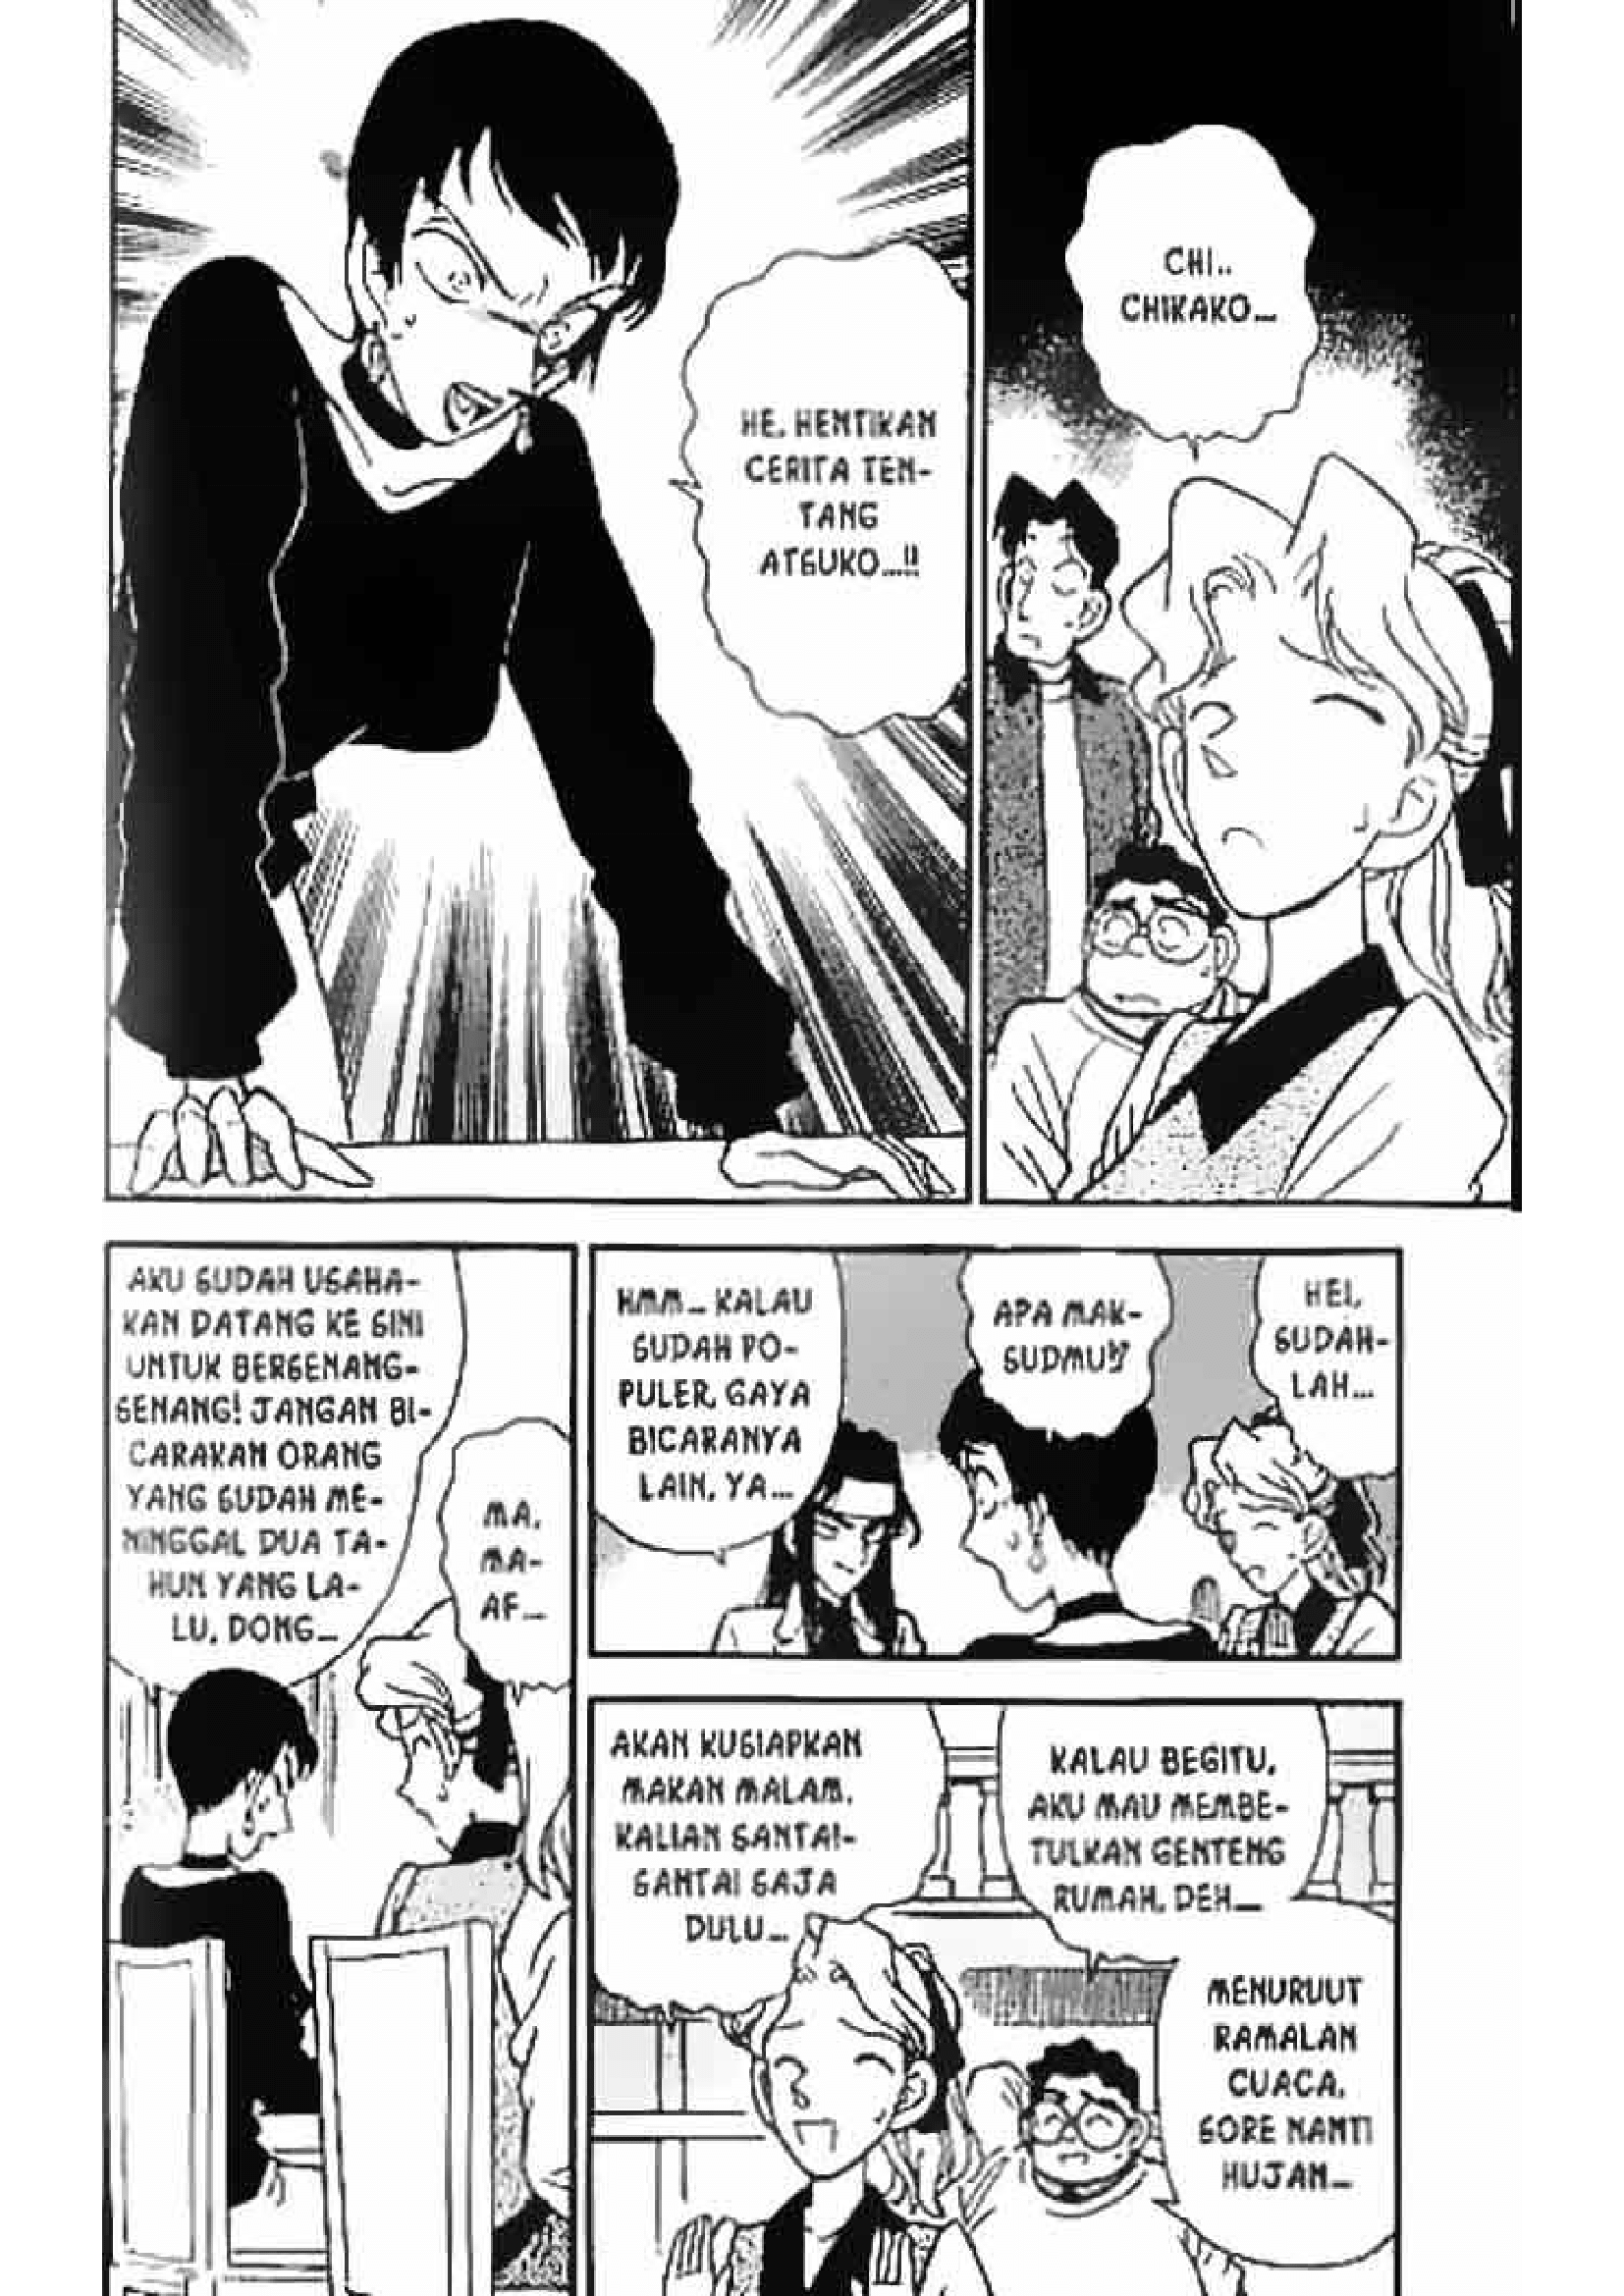 HE, HENTIKAN
CERITA TEN-
TANG
ATSUKO...!!
CHI..
CHIKAKO...
AKU SUDAH USAHA-
KAN DATANG KE SINI
UNTUK BERSENANG-
SENANG! JANGAN BI-
CARAKAN ORANG
YANG SUDAH ME-
NINGGAL DUA TA-
HUN YANG LA-
LU, DONG...
MA,
MA-
AF...
HMM... KALAU
SUDAH PO-
PULER, GAYA
BICARANYA
LAIN, YA...
APA MAK-
SUDMU!?
HEI,
SUDAH-
LAH...
AKAN KUSIAPKAN
MAKAN MALAM.
KALIAN SANTAI-
SANTAI SAJA
DULU...
KALAU BEGITU,
AKU MAU MEMBE-
TULKAN GENTENG
RUMAH, DEH...
MENURUUT
RAMALAN
CUACA,
SORE NANTI
HUJAN...